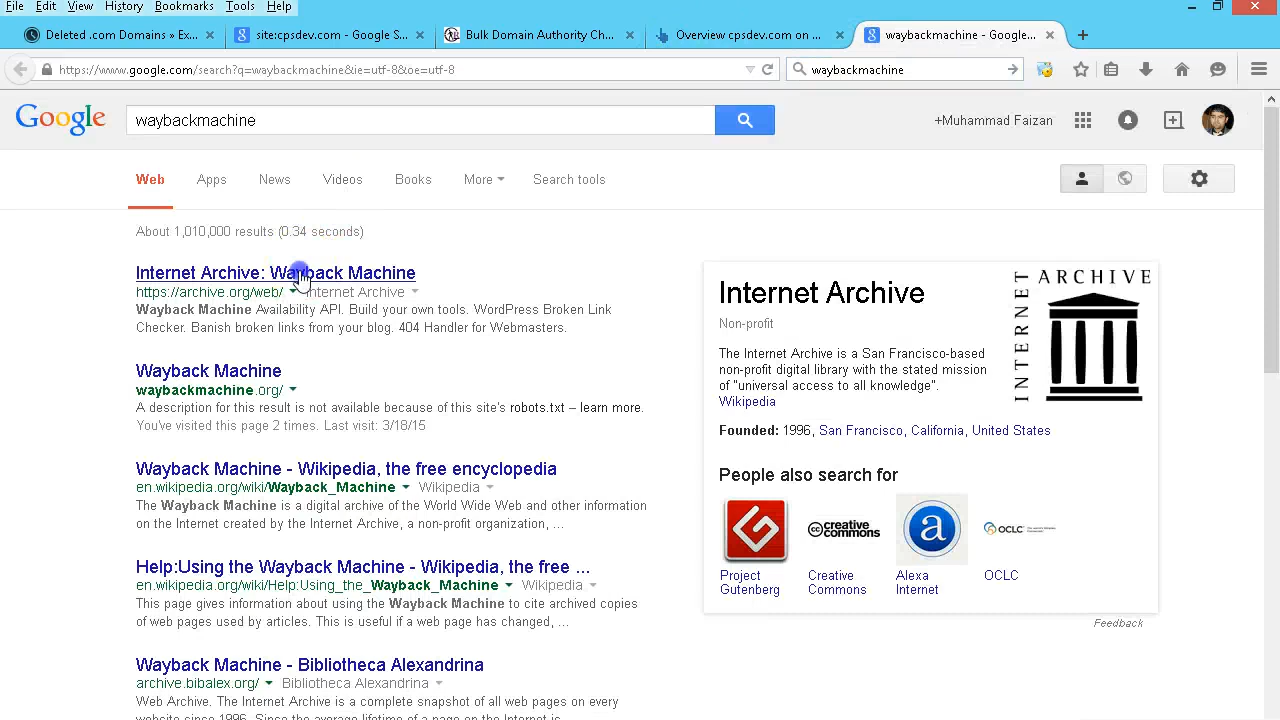 File Edit View History Bookmarks Tools Help
Deleted .com Domains » Ex...
site:cpsdev.com - Google S...
Bulk Domain Authority Ch...
Overview cpsdev.com on ...
waybackmachine - Google...
https://www.google.com/search?q=waybackmachine&ie=utf-8&oe=utf-8
waybackmachine
Google
waybackmachine
+Muhammad Faizan
Web Apps News Videos Books More Search tools
About 1,010,000 results (0.34 seconds)
Internet Archive: Wayback Machine
https://archive.org/web/ Internet Archive
Wayback Machine Availability API. Build your own tools. WordPress Broken Link
Checker. Banish broken links from your blog. 404 Handler for Webmasters.
Wayback Machine
waybackmachine.org/
A description for this result is not available because of this site's robots.txt – learn more.
You've visited this page 2 times. Last visit: 3/18/15
Wayback Machine - Wikipedia, the free encyclopedia
en.wikipedia.org/wiki/Wayback_Machine Wikipedia
The Wayback Machine is a digital archive of the World Wide Web and other information
on the Internet created by the Internet Archive, a non-profit organization, ...
Help:Using the Wayback Machine - Wikipedia, the free ...
en.wikipedia.org/wiki/Help:Using_the_Wayback_Machine Wikipedia
This page gives information about using the Wayback Machine to cite archived copies
of web pages used by articles. This is useful if a web page has changed, ...
Wayback Machine - Bibliotheca Alexandrina
archive.bibalex.org/ Bibliotheca Alexandrina
Web Archive. The Internet Archive is a complete snapshot of all web pages on every
website since 1996. Since the average lifetime of a page on the Internet is
Internet Archive
Non-profit
INTERNET ARCHIVE
The Internet Archive is a San Francisco-based
non-profit digital library with the stated mission
of "universal access to all knowledge".
Wikipedia
Founded: 1996, San Francisco, California, United States
People also search for
creative commons
a
OCLC
Project Gutenberg
Creative Commons
Alexa Internet
OCLC
Feedback